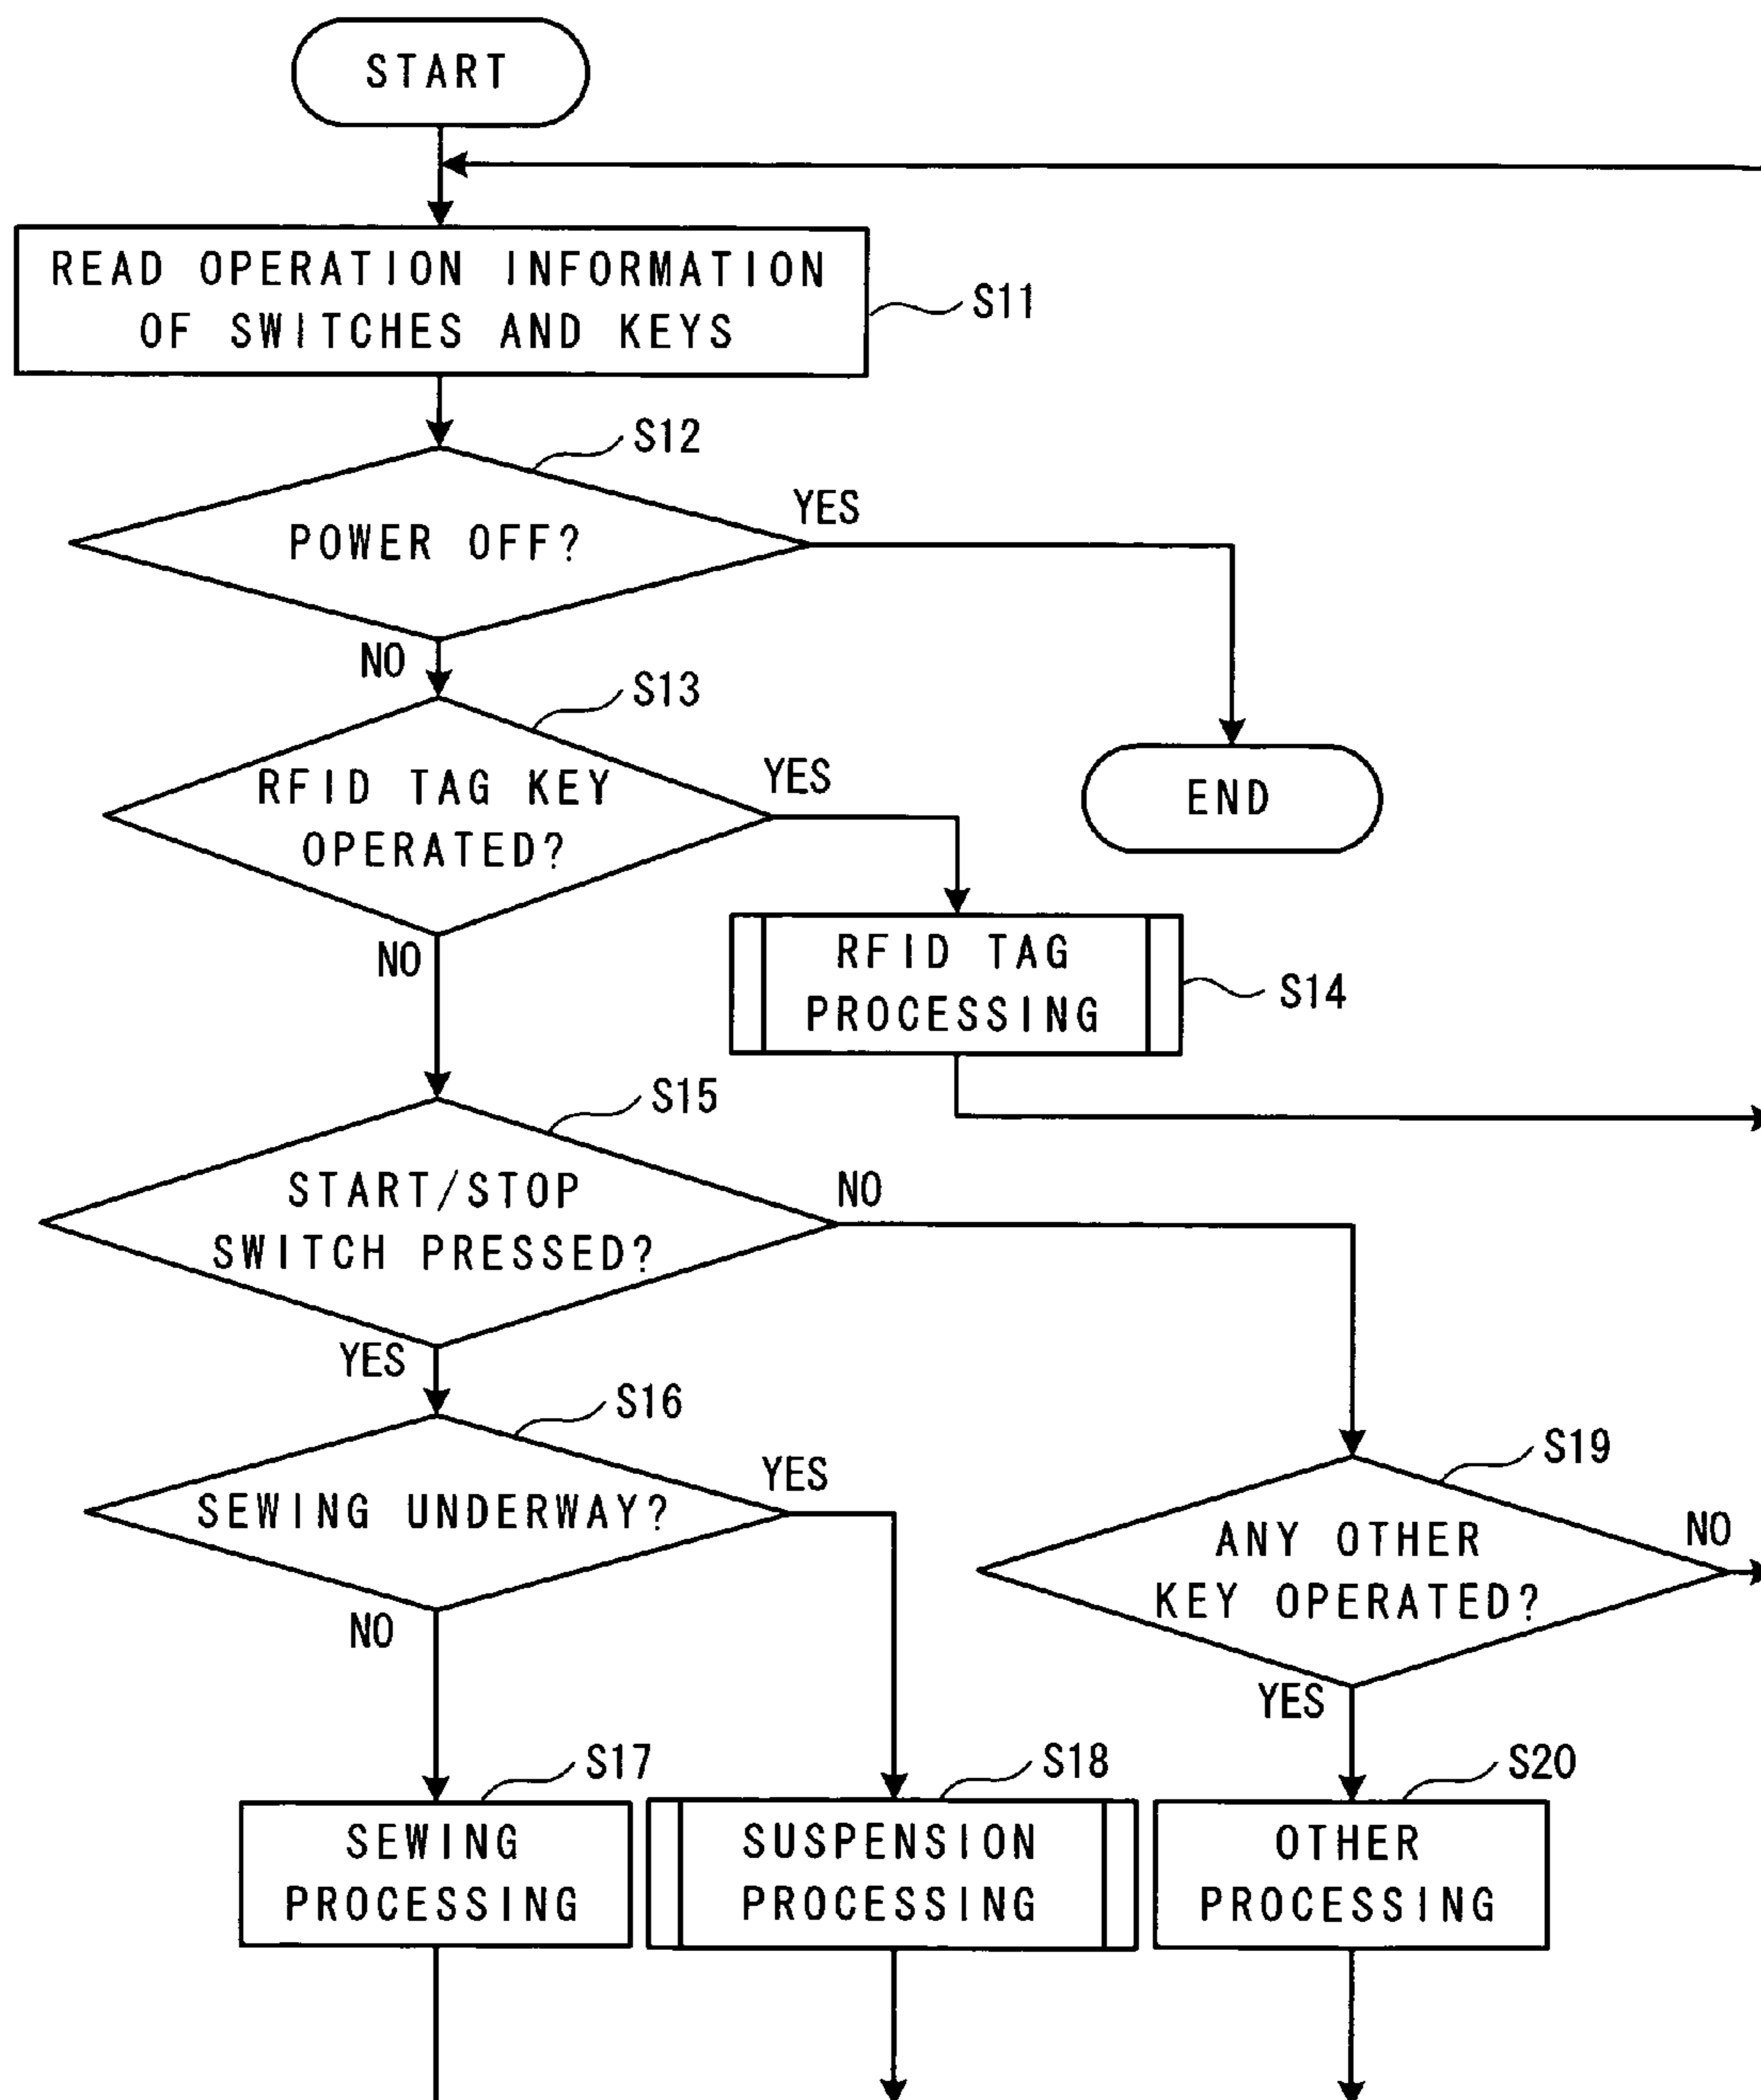 START
READ OPERATION INFORMATION
OF SWITCHES AND KEYS
S11
S12
POWER OFF?
YES
NO
S13
RFID TAG KEY
OPERATED?
YES
END
NO
RFID TAG
PROCESSING
S14
S15
START/STOP
SWITCH PRESSED?
NO
YES
S16
SEWING UNDERWAY?
YES
S19
ANY OTHER
KEY OPERATED?
NO
NO
YES
S17
SEWING
PROCESSING
S18
SUSPENSION
PROCESSING
S20
OTHER
PROCESSING